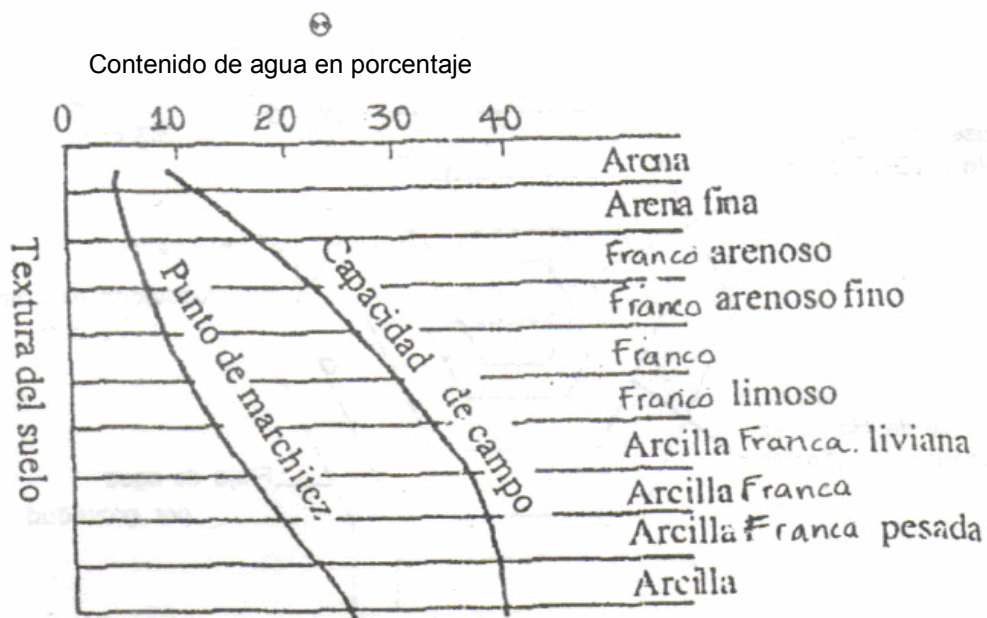 Contenido de agua en porcentaje
0 10 20 30 40
Arena
Arena fina
Franco arenoso
Franco arenoso fino
Franco
Franco limoso
Arcilla Franca. liviana
Arcilla Franca
Arcilla Franca pesada
Arcilla
Textura del suelo
Punto de marchitez.
Capacidad de campo